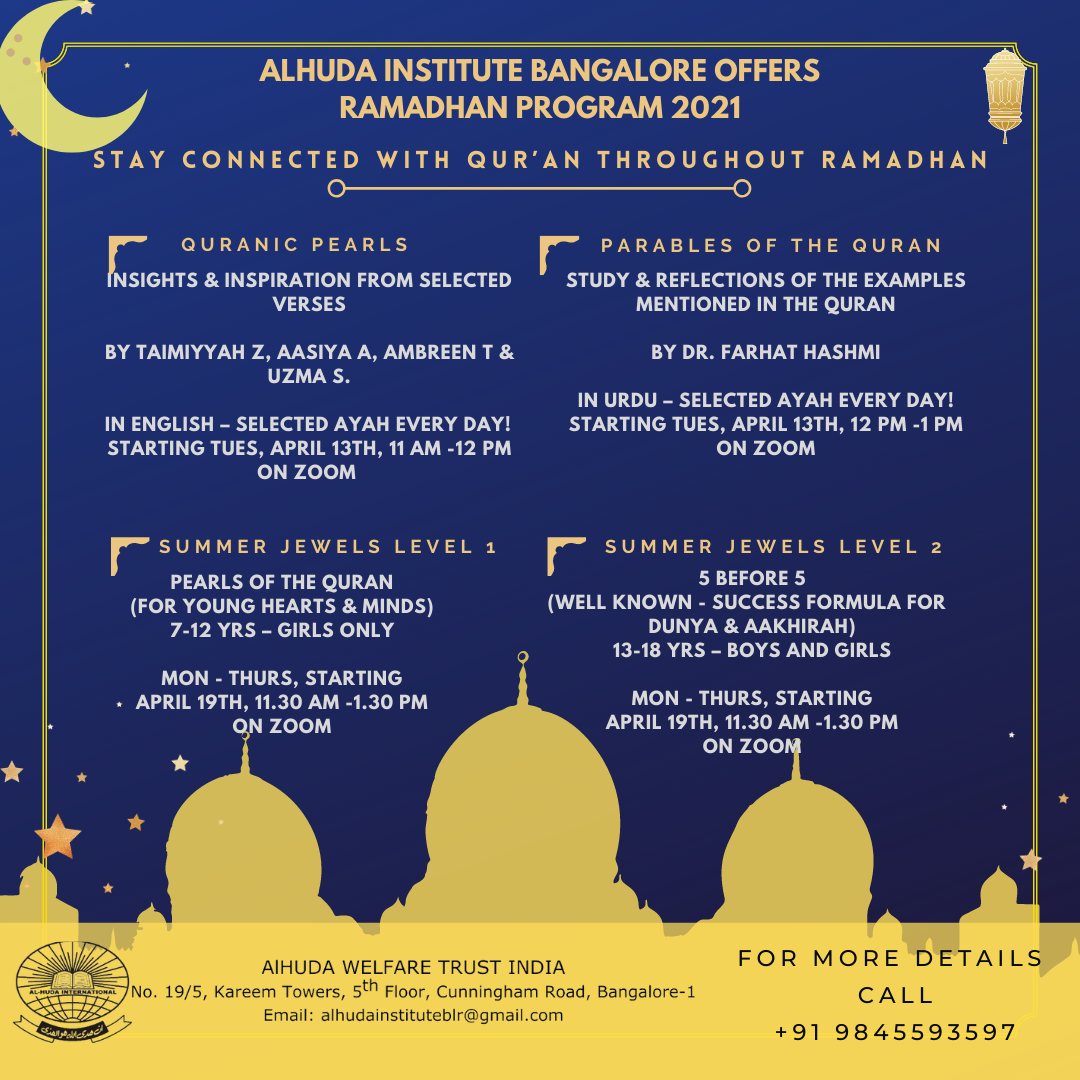 ALHUDA INSTITUTE BANGALORE OFFERS
RAMADHAN PROGRAM 2021
STAY CONNECTED WITH QUR'AN THROUGHOUT RAMADHAN
QURANIC PEARLS
INSIGHTS & INSPIRATION FROM SELECTED
VERSES
BY TAIMIYYAH Z, AASIYA A, AMBREEN T &
UZMA S.
IN ENGLISH – SELECTED AYAH EVERY DAY!
STARTING TUES, APRIL 13TH, 11 AM -12 PM
ON ZOOM
PARABLES OF THE QURAN
STUDY & REFLECTIONS OF THE EXAMPLES
MENTIONED IN THE QURAN
BY DR. FARHAT HASHMI
IN URDU – SELECTED AYAH EVERY DAY!
STARTING TUES, APRIL 13TH, 12 PM -1 PM
ON ZOOM
SUMMER JEWELS LEVEL 1
PEARLS OF THE QURAN
(FOR YOUNG HEARTS & MINDS)
7-12 YRS – GIRLS ONLY
MON - THURS, STARTING
APRIL 19TH, 11.30 AM -1.30 PM
ON ZOOM
SUMMER JEWELS LEVEL 2
5 BEFORE 5
(WELL KNOWN - SUCCESS FORMULA FOR
DUNYA & AAKHIRAH)
13-18 YRS – BOYS AND GIRLS
MON - THURS, STARTING
APRIL 19TH, 11.30 AM -1.30 PM
ON ZOOM
AL-HUDA INTERNATIONAL
AlHUDA WELFARE TRUST INDIA
No. 19/5, Kareem Towers, 5th Floor, Cunningham Road, Bangalore-1
Email: alhudainstituteblr@gmail.com
FOR MORE DETAILS
CALL
+91 9845593597